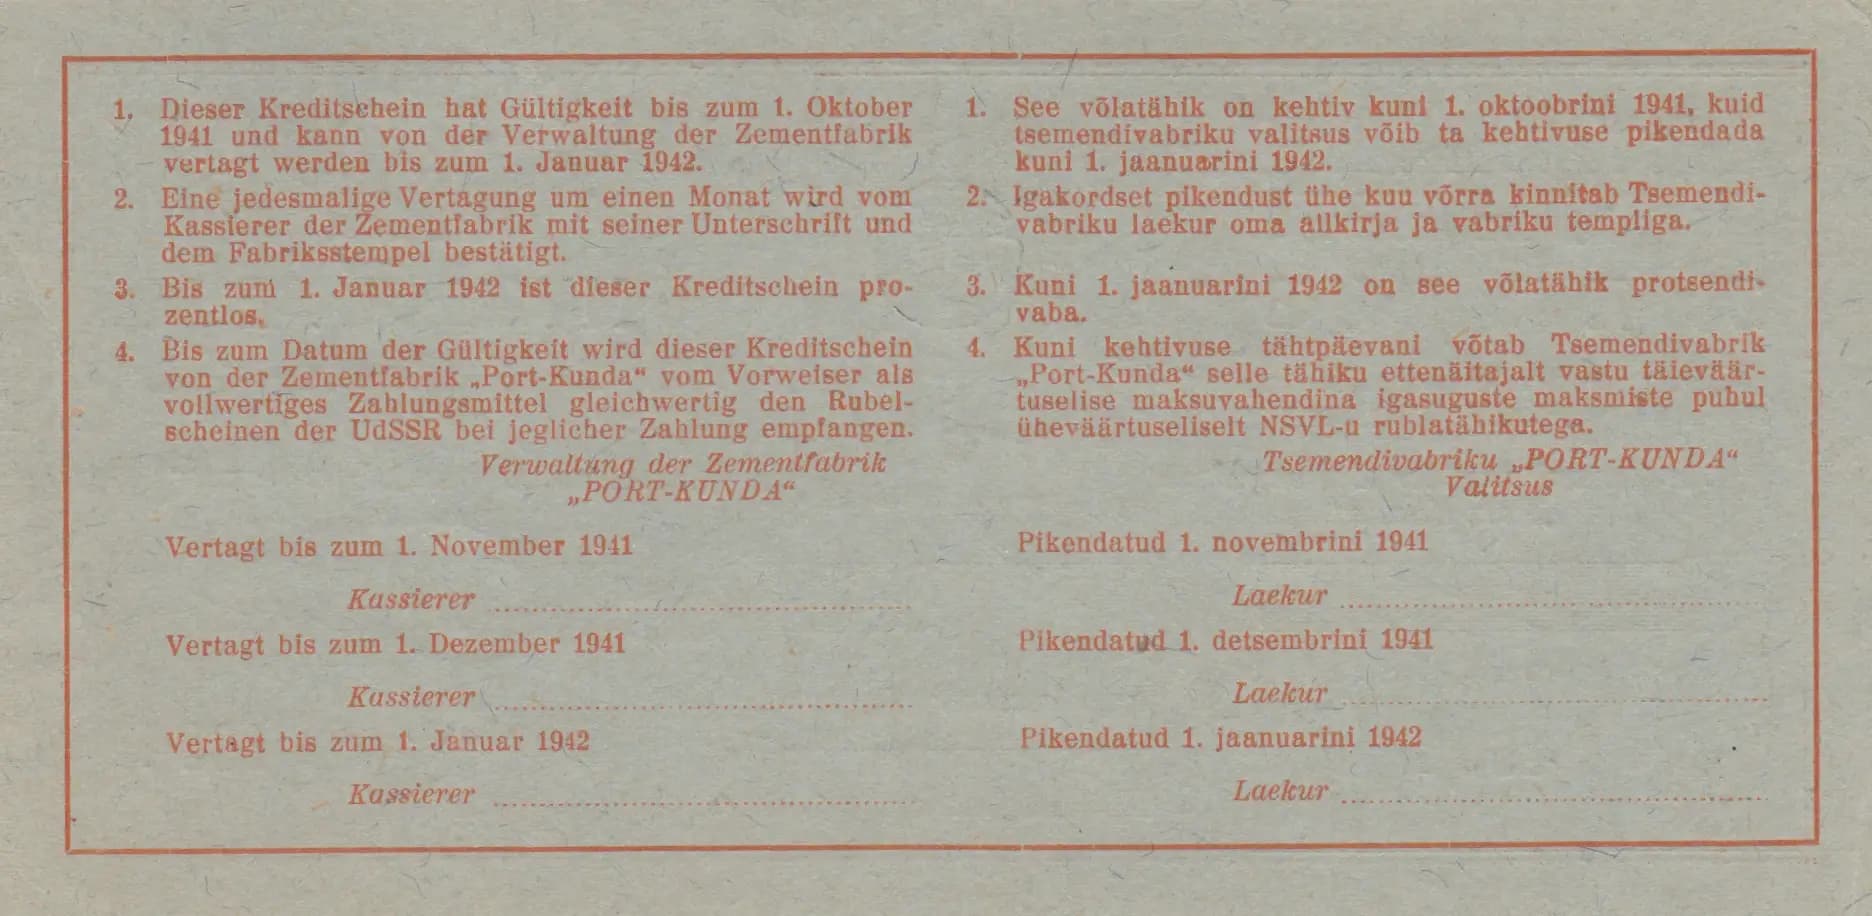 1. Dieser Kreditschein hat Gültigkeit bis zum 1. Oktober
1941 und kann von der Verwaltung der Zementfabrik
vertagt werden bis zum 1. Januar 1942.
2. Eine jedesmalige Vertagung um einen Monat wird vom
Kassierer der Zementfabrik mit seiner Unterschrift und
dem Fabriksstempel bestätigt.
3. Bis zum 1. Januar 1942 ist dieser Kreditschein pro-
zentlos.
4. Bis zum Datum der Gültigkeit wird dieser Kreditschein
von der Zementfabrik „Port-Kunda“ vom Vorweiser als
vollwertiges Zahlungsmittel gleichwertig den Rubel-
scheinen der UdSSR bei jeglicher Zahlung empfangen.
Verwaltung der Zementfabrik
„PORT-KUNDA“
Vertagt bis zum 1. November 1941
Kassierer
Vertagt bis zum 1. Dezember 1941
Kassierer
Vertagt bis zum 1. Januar 1942
Kassierer
1. See võlatähik on kehtiv kuni 1. oktoobrini 1941, kuid
tsemendivabriku valitsus võib ta kehtivuse pikendada
kuni 1. jaanuarini 1942.
2. Igakordset pikendust ühe kuu võrra kinnitab Tsemendi-
vabriku laekur oma allkirja ja vabriku templiga.
3. Kuni 1. jaanuarini 1942 on see võlatähik protsendi-
vaba.
4. Kuni kehtivuse tähtpäevani võtab Tsemendivabrik
„Port-Kunda“ selle tähiku ettenäitajalt vastu täieväär-
tuselise maksuvahendina igasuguste maksmiste puhul
üheväärtuseliselt NSVL-u rublatähikutega.
Tsemendivabriku „PORT-KUNDA“
Valitsus
Pikendatud 1. novembrini 1941
Laekur
Pikendatud 1. detsembrini 1941
Laekur
Pikendatud 1. jaanuarini 1942
Laekur